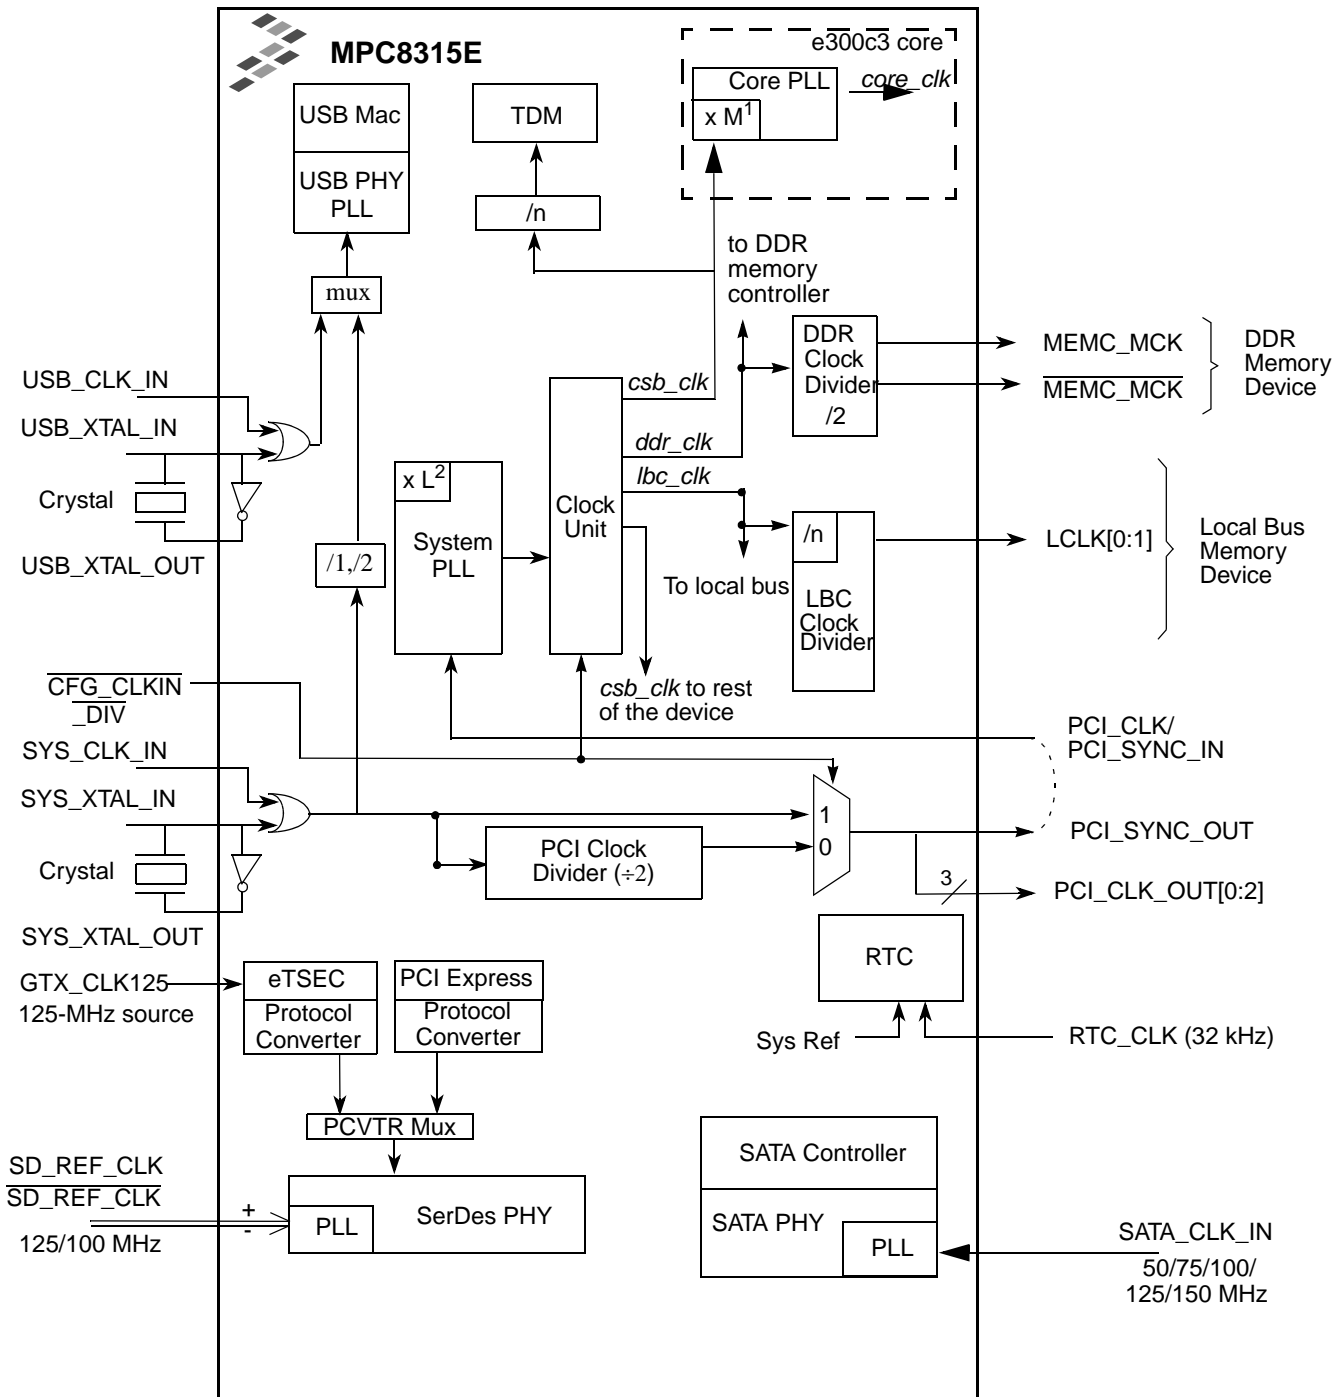 MPC8315E
e300c3 core
Core PLL
core_clk
x M1
USB Mac
TDM
USB PHY
PLL
/n
mux
to DDR
memory
controller
USB_CLK_IN
USB_XTAL_IN
Crystal
USB_XTAL_OUT
/1,/2
x L2
System
PLL
Clock
Unit
csb_clk
ddr_clk
lbc_clk
DDR
Clock
Divider
/2
MEMC_MCK
MEMC_MCK
DDR
Memory
Device
/n
LBC
Clock
Divider
To local bus
LCLK[0:1]
Local Bus
Memory
Device
csb_clk to rest
of the device
CFG_CLKIN
_DIV
SYS_CLK_IN
SYS_XTAL_IN
Crystal
SYS_XTAL_OUT
PCI Clock
Divider (÷2)
1
0
PCI_CLK/
PCI_SYNC_IN
PCI_SYNC_OUT
3
PCI_CLK_OUT[0:2]
GTX_CLK125
125-MHz source
eTSEC
Protocol
Converter
PCI Express
Protocol
Converter
RTC
Sys Ref
RTC_CLK (32 kHz)
PCVTR Mux
SD_REF_CLK
SD_REF_CLK
+
-
125/100 MHz
PLL
SerDes PHY
SATA Controller
SATA PHY
PLL
SATA_CLK_IN
50/75/100/
125/150 MHz